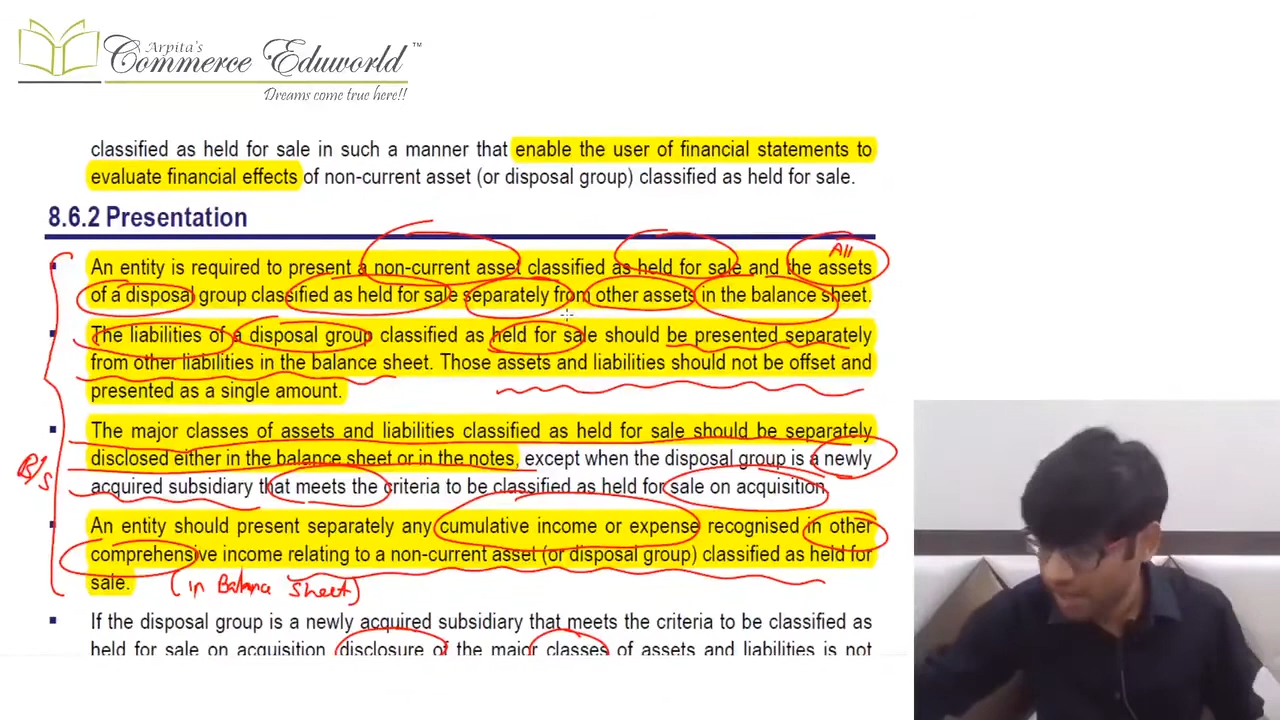 Arpita's
Commerce Eduworld™
Dreams come true here!!
classified as held for sale in such a manner that enable the user of financial statements to
evaluate financial effects of non-current asset (or disposal group) classified as held for sale.
8.6.2 Presentation
All
▪ An entity is required to present a non-current asset classified as held for sale and the assets
of a disposal group classified as held for sale separately from other assets in the balance sheet.
▪ The liabilities of a disposal group classified as held for sale should be presented separately
from other liabilities in the balance sheet. Those assets and liabilities should not be offset and
presented as a single amount.
▪ The major classes of assets and liabilities classified as held for sale should be separately
disclosed either in the balance sheet or in the notes, except when the disposal group is a newly
B/s
acquired subsidiary that meets the criteria to be classified as held for sale on acquisition.
▪ An entity should present separately any cumulative income or expense recognised in other
comprehensive income relating to a non-current asset (or disposal group) classified as held for
sale. (in Balance Sheet)
▪ If the disposal group is a newly acquired subsidiary that meets the criteria to be classified as
held for sale on acquisition disclosure of the major classes of assets and liabilities is not